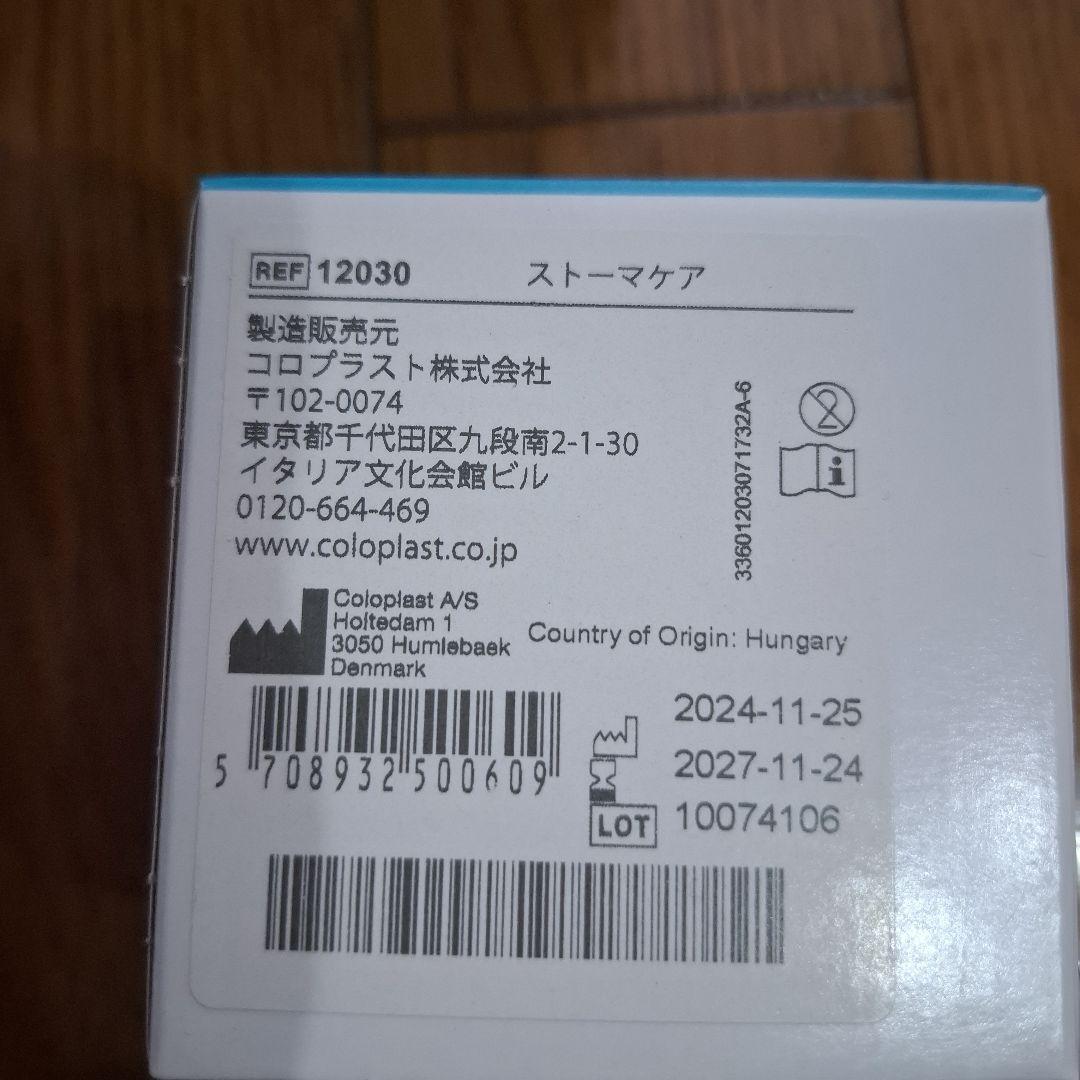 REF 12030 ストーマケア
製造販売元
コロプラスト株式会社
〒102-0074
東京都千代田区九段南2-1-30
イタリア文化会館ビル
0120-664-469
www.coloplast.co.jp
33601203071732A-6
2
i
Coloplast A/S
Holtedam 1
3050 Humlebaek
Denmark
Country of Origin: Hungary
5 708932 500609
2024-11-25
2027-11-24
LOT 10074106